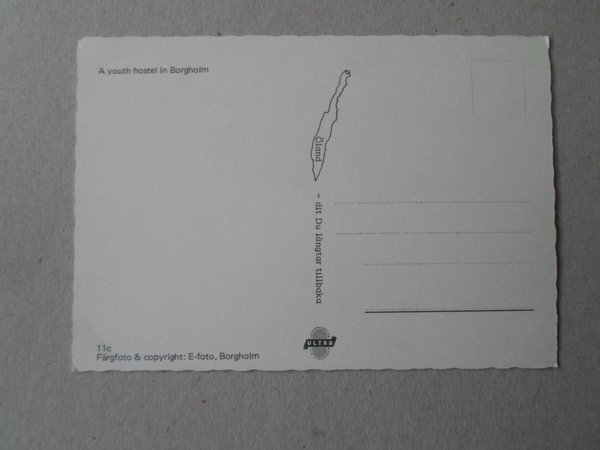 A youth hostel in Borgholm
Öland - dit Du längtar tillbaka
ULTRA
11c
Färgfoto & copyright: E-foto, Borgholm